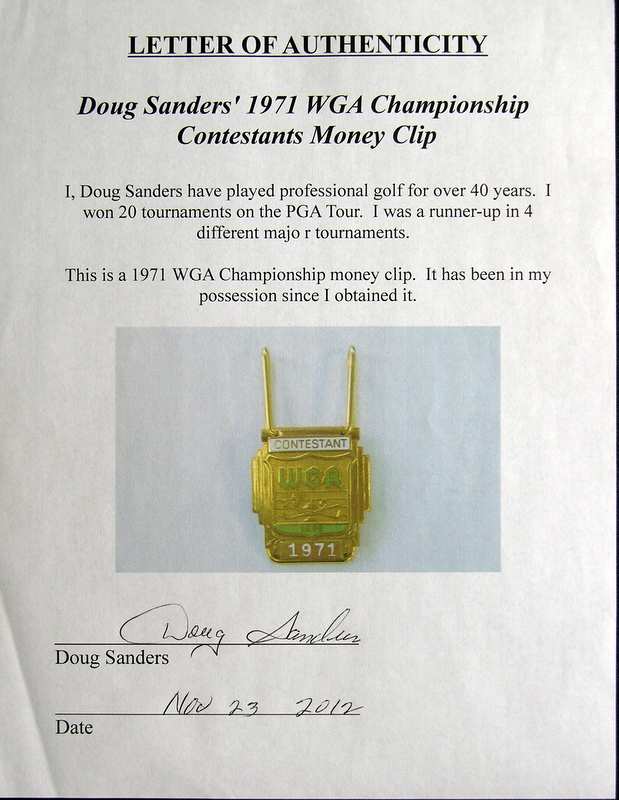 LETTER OF AUTHENTICITY
Doug Sanders' 1971 WGA Championship
Contestants Money Clip
I, Doug Sanders have played professional golf for over 40 years. I
won 20 tournaments on the PGA Tour. I was a runner-up in 4
different majo r tournaments.
This is a 1971 WGA Championship money clip. It has been in my
possession since I obtained it.
CONTESTANT
WGA
1971
Doug Sanders
Doug Sanders
Nov 23 2012
Date